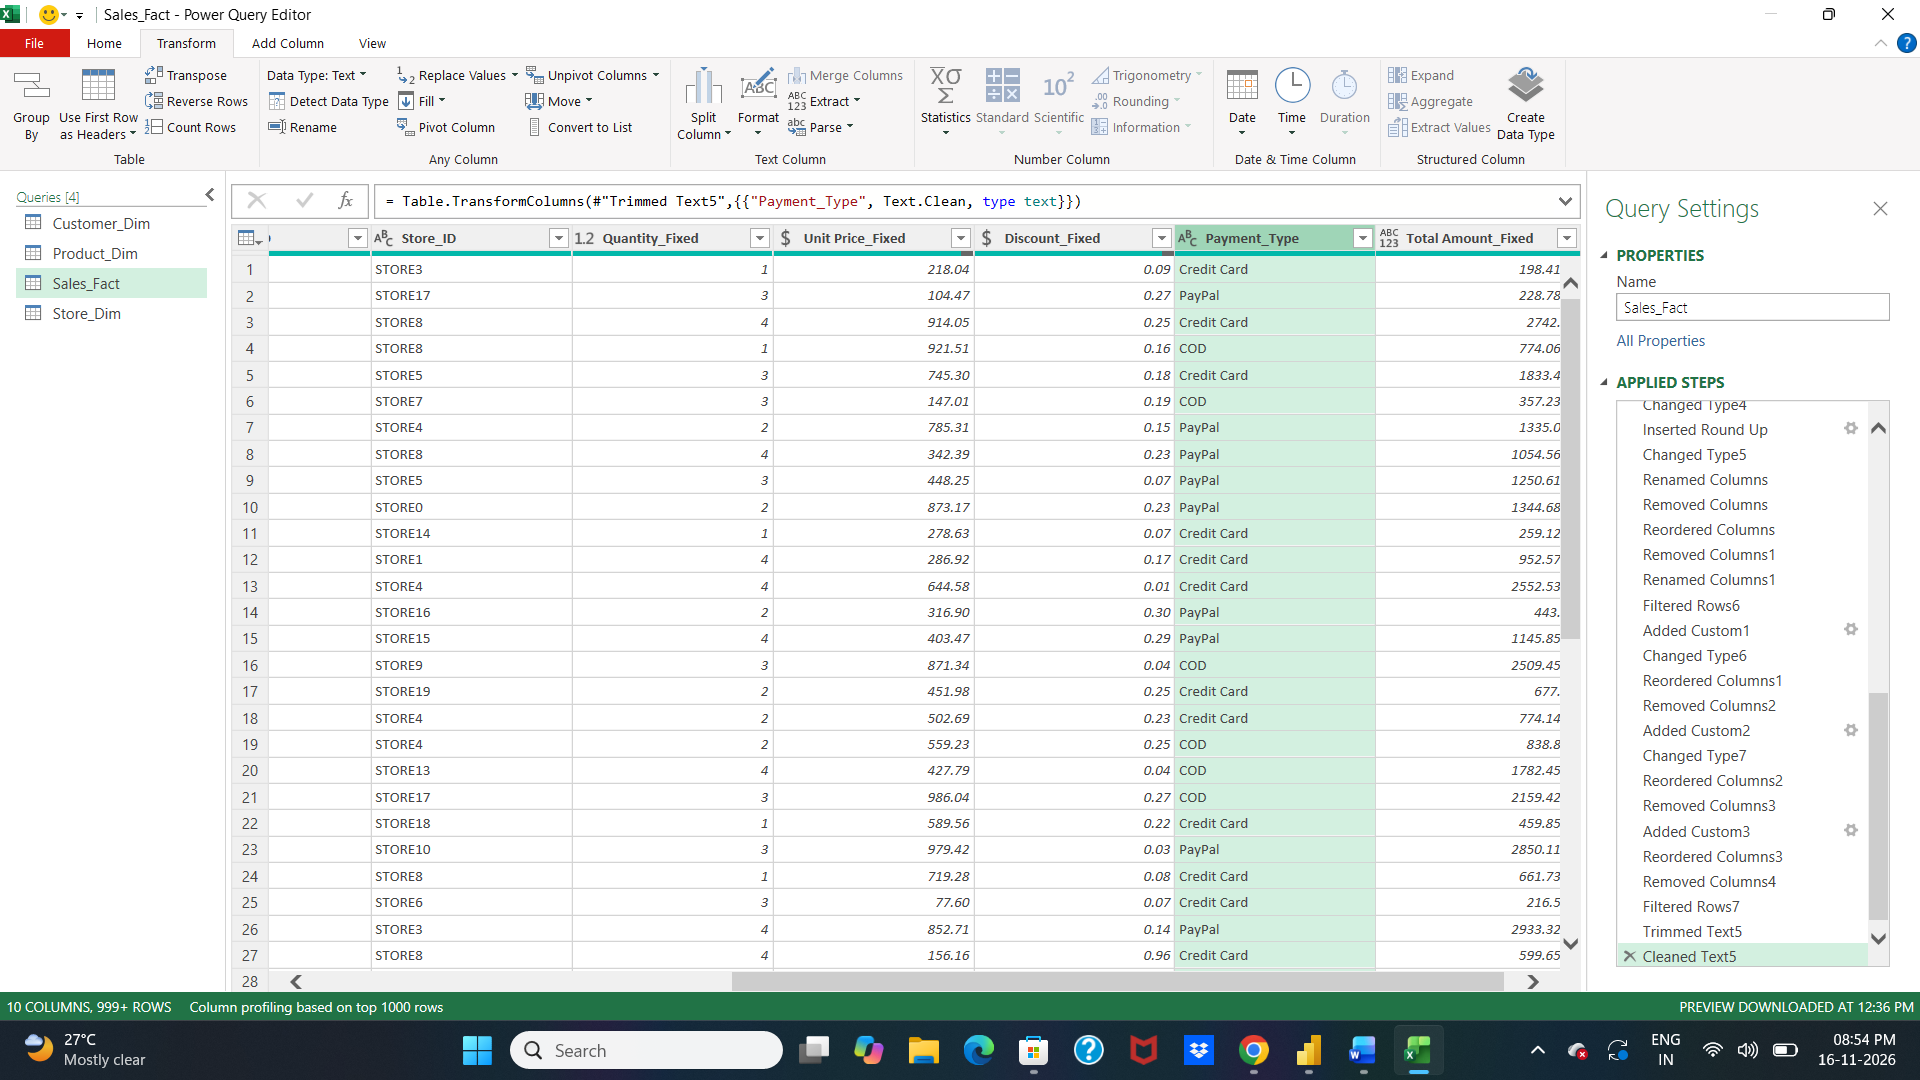 Sales_Fact - Power Query Editor
File Home Transform Add Column View
Group By
Use First Row as Headers
Transpose
Reverse Rows
Count Rows
Table
Data Type: Text
Detect Data Type
Rename
Replace Values
Fill
Pivot Column
Unpivot Columns
Move
Convert to List
Any Column
Split Column
Format
Merge Columns
Extract
Parse
Text Column
Statistics
Standard
Scientific
Trigonometry
Rounding
Information
Number Column
Date
Time
Duration
Date & Time Column
Expand
Aggregate
Extract Values
Create Data Type
Structured Column
Queries [4]
Customer_Dim
Product_Dim
Sales_Fact
Store_Dim
fx = Table.TransformColumns(#"Trimmed Text5",{{"Payment_Type", Text.Clean, type text}})
Store_ID 1.2 Quantity_Fixed $ Unit Price_Fixed $ Discount_Fixed Payment_Type Total Amount_Fixed
1 STORE3 1 218.04 0.09 Credit Card 198.41
2 STORE17 3 104.47 0.27 PayPal 228.78
3 STORE8 4 914.05 0.25 Credit Card 2742.
4 STORE8 1 921.51 0.16 COD 774.06
5 STORE5 3 745.30 0.18 Credit Card 1833.4
6 STORE7 3 147.01 0.19 COD 357.23
7 STORE4 2 785.31 0.15 PayPal 1335.0
8 STORE8 4 342.39 0.23 PayPal 1054.56
9 STORE5 3 448.25 0.07 PayPal 1250.61
10 STORE0 2 873.17 0.23 PayPal 1344.68
11 STORE14 1 278.63 0.07 Credit Card 259.12
12 STORE1 4 286.92 0.17 Credit Card 952.57
13 STORE4 4 644.58 0.01 Credit Card 2552.53
14 STORE16 2 316.90 0.30 PayPal 443.
15 STORE15 4 403.47 0.29 PayPal 1145.85
16 STORE9 3 871.34 0.04 COD 2509.45
17 STORE19 2 451.98 0.25 Credit Card 677.
18 STORE4 2 502.69 0.23 Credit Card 774.14
19 STORE4 2 559.23 0.25 COD 838.8
20 STORE13 4 427.79 0.04 COD 1782.45
21 STORE17 3 986.04 0.27 COD 2159.42
22 STORE18 1 589.56 0.22 Credit Card 459.85
23 STORE10 3 979.42 0.03 PayPal 2850.11
24 STORE8 1 719.28 0.08 Credit Card 661.73
25 STORE6 3 77.60 0.07 Credit Card 216.5
26 STORE3 4 852.71 0.14 PayPal 2933.32
27 STORE8 4 156.16 0.96 Credit Card 599.65
28
Query Settings
PROPERTIES
Name
Sales_Fact
All Properties
APPLIED STEPS
Changed Type4
Inserted Round Up
Changed Type5
Renamed Columns
Removed Columns
Reordered Columns
Removed Columns1
Renamed Columns1
Filtered Rows6
Added Custom1
Changed Type6
Reordered Columns1
Removed Columns2
Added Custom2
Changed Type7
Reordered Columns2
Removed Columns3
Added Custom3
Reordered Columns3
Removed Columns4
Filtered Rows7
Trimmed Text5
Cleaned Text5
10 COLUMNS, 999+ ROWS Column profiling based on top 1000 rows PREVIEW DOWNLOADED AT 12:36 PM
27°C
Mostly clear
Search
ENG
IN
08:54 PM
16-11-2026